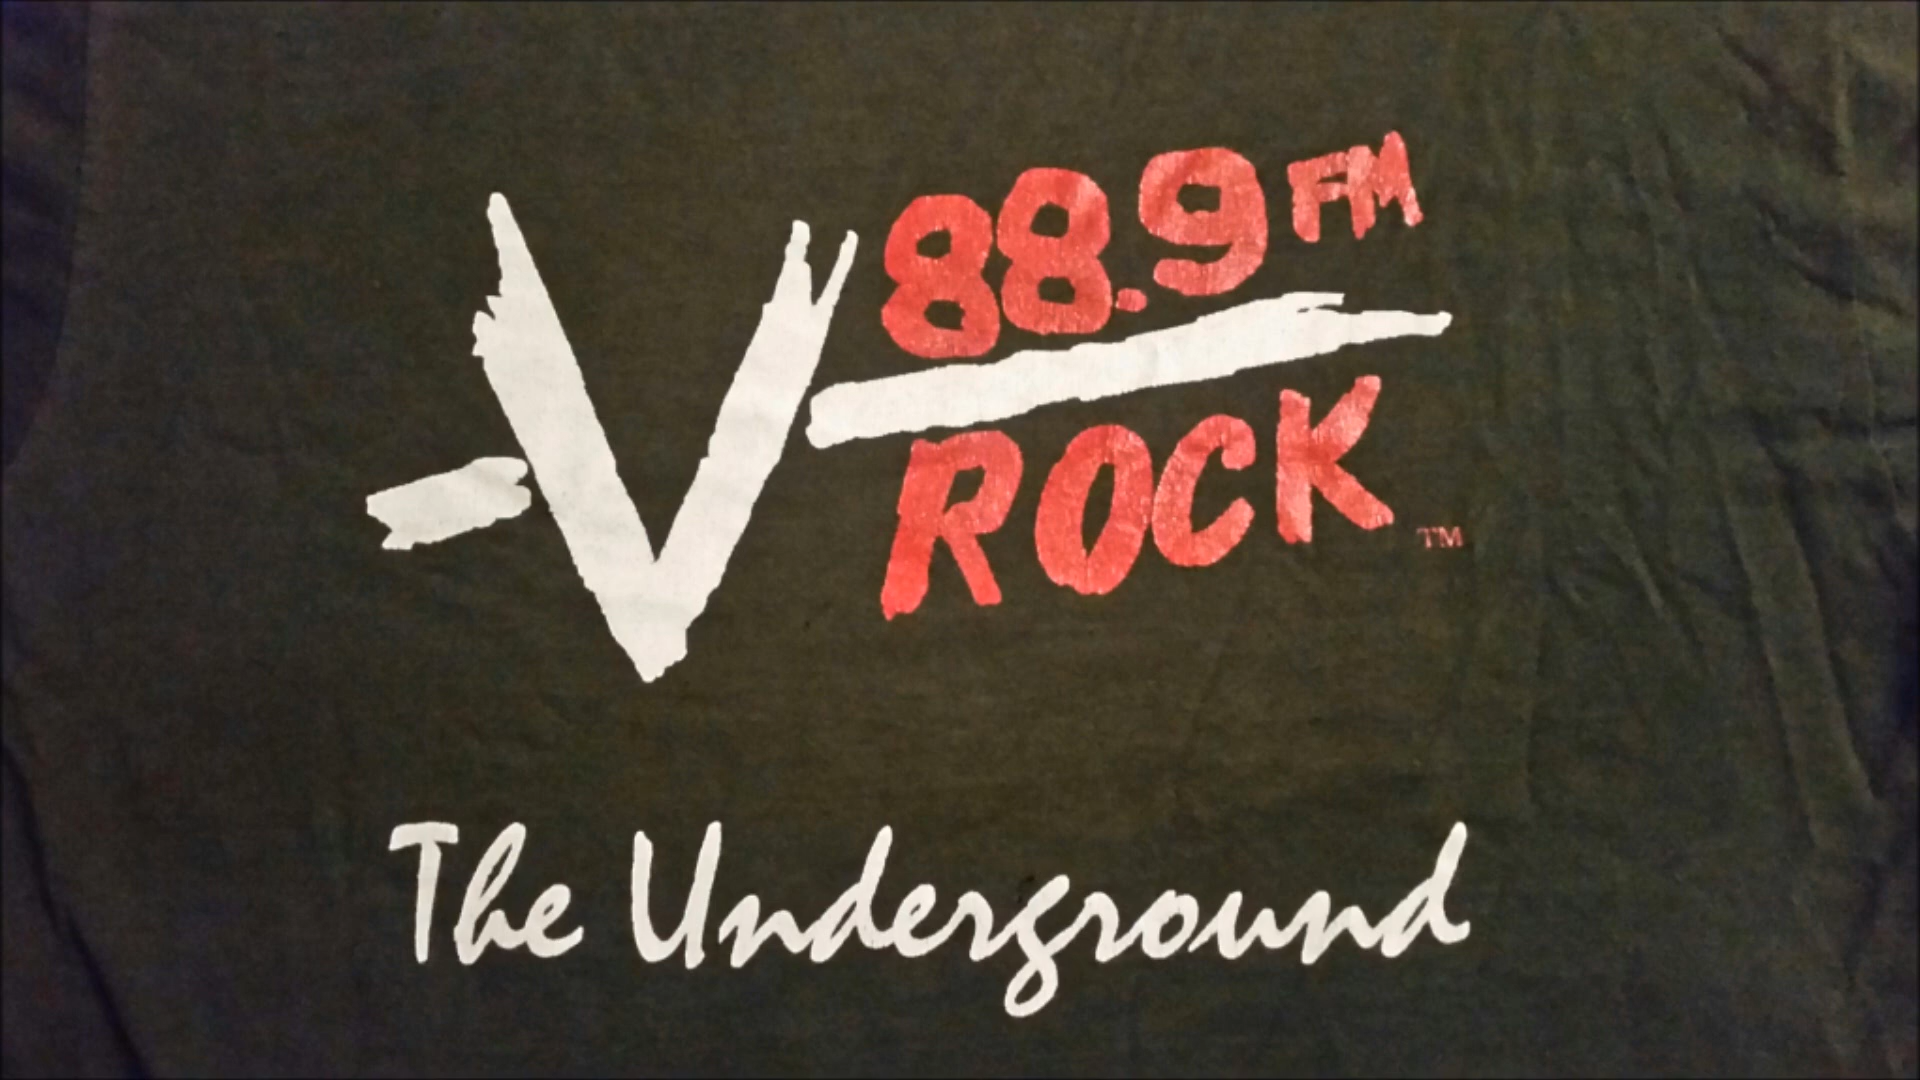 V 88.9 FM
ROCK ™
The Underground